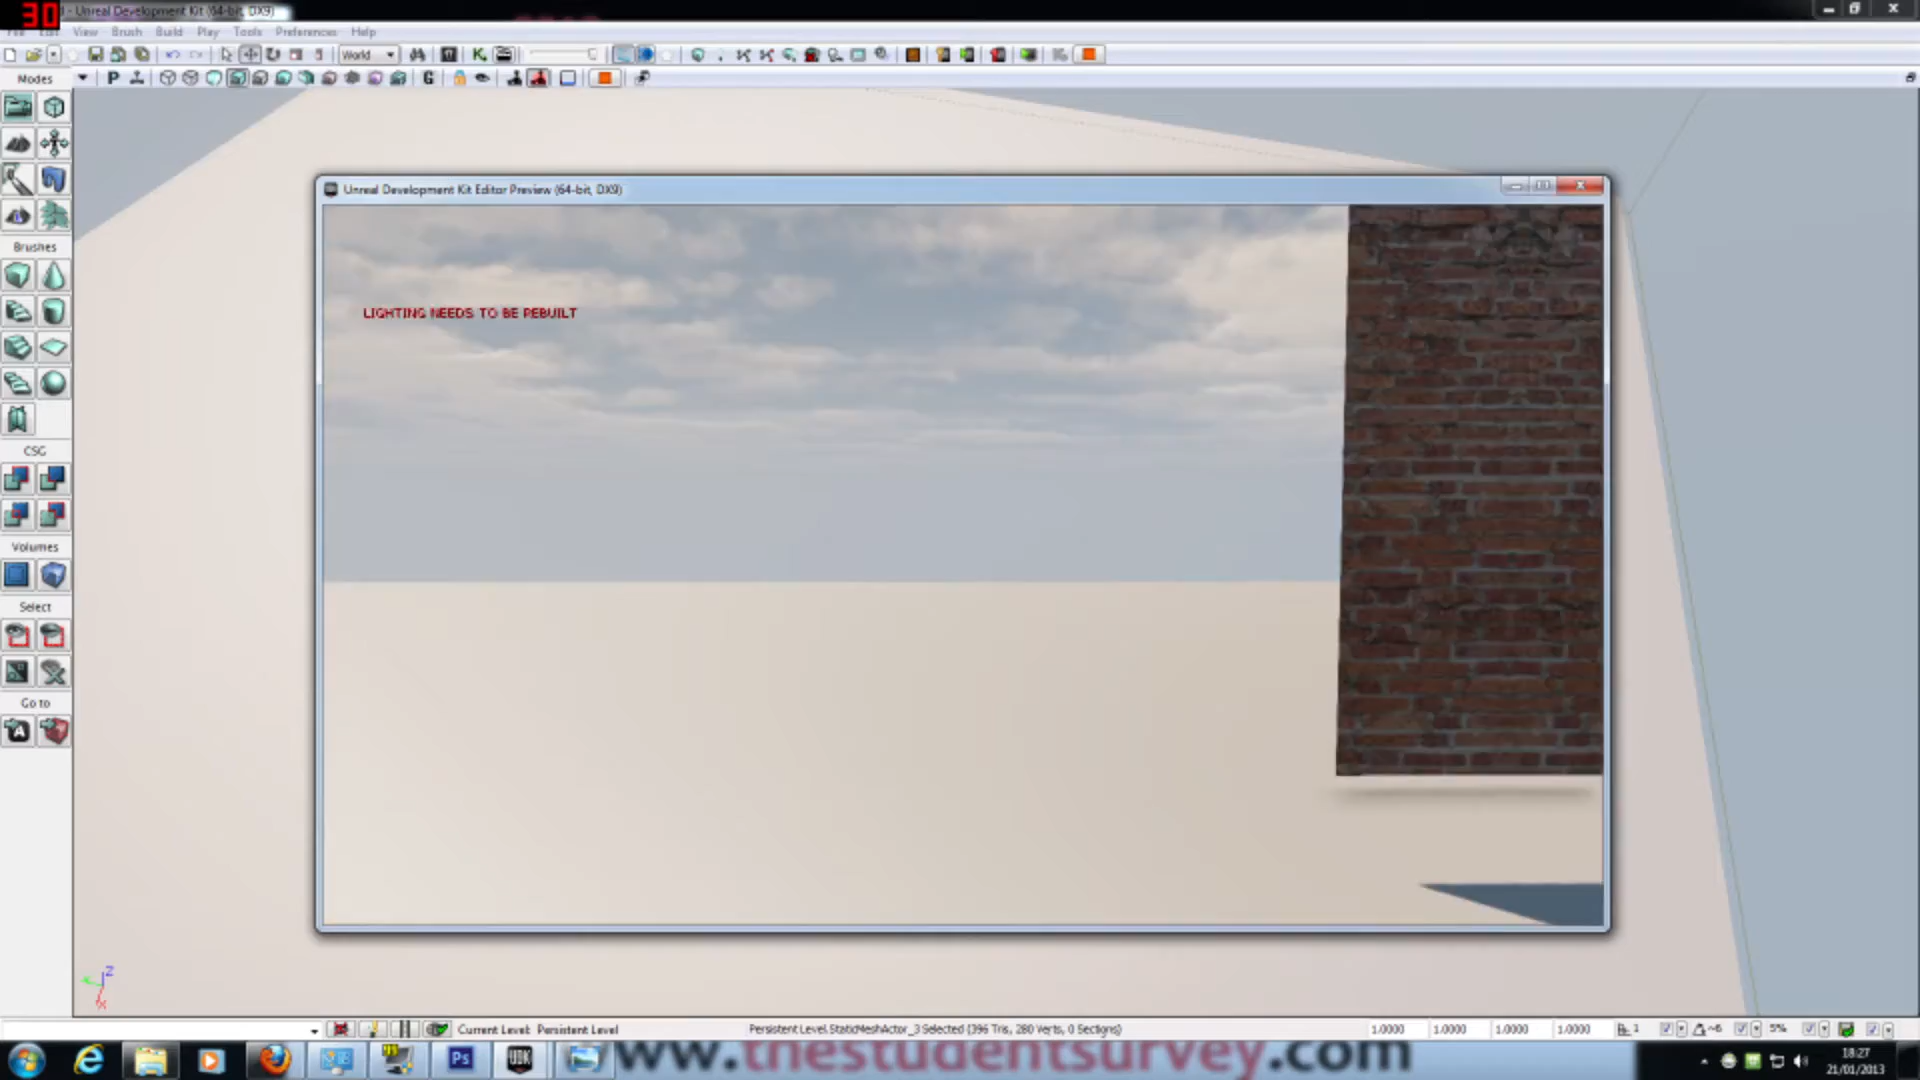 30
- Unreal Development Kit (64-bit, DX9)
View Brush Build Play Tools Preferences Help
World
Modes
P
G
Unreal Development Kit Editor Preview (64-bit, DX9)
LIGHTING NEEDS TO BE REBUILT
Brushes
CSG
Volumes
Select
Go to
A
Z
X
Current Level: Persistent Level
Persistent Level.StaticMeshActor_3 Selected (396 Tris, 280 Verts, 0 Sections)
1.0000 1.0000 1.0000 1.0000
1
5%
Ps
UDK
www.thestudentsurvey.com
18:27
21/01/2013